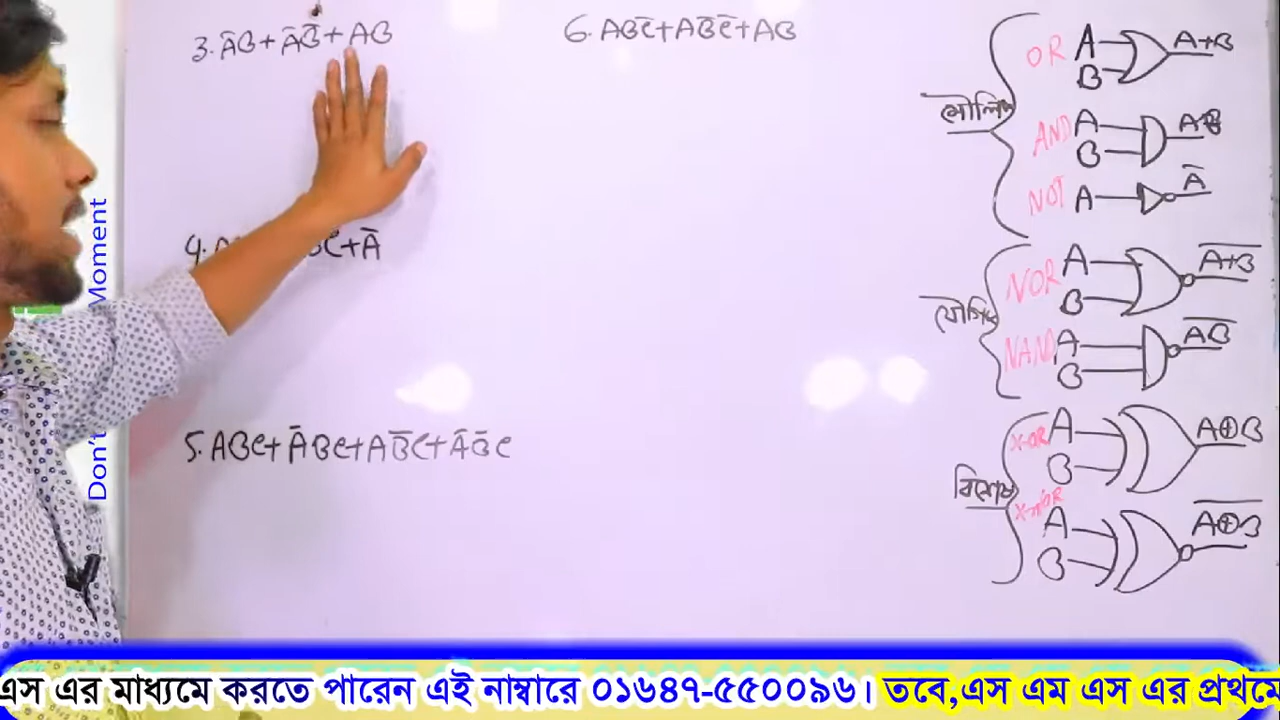 3. ĀB + ĀB̄ + AB
4. C + Ā
5. ABC + ĀBC + AB̄C + ĀB̄C
6. ABC̄ + AB̄C̄ + AB
মৌলিক
OR A B A+B
AND A B AB
NOT A Ā
যৌগিক
NOR A B A̅+̅B̅
NAND A B A̅B̅
বিশেষ
X-OR A B A⊕B
X-NOR A B A̅⊕̅B̅
Don't Moment
এস এর মাধ্যমে করতে পারেন এই নাম্বারে ০১৬৪৭-৫৫০০৯৬। তবে,এস এম এস এর প্রথমে